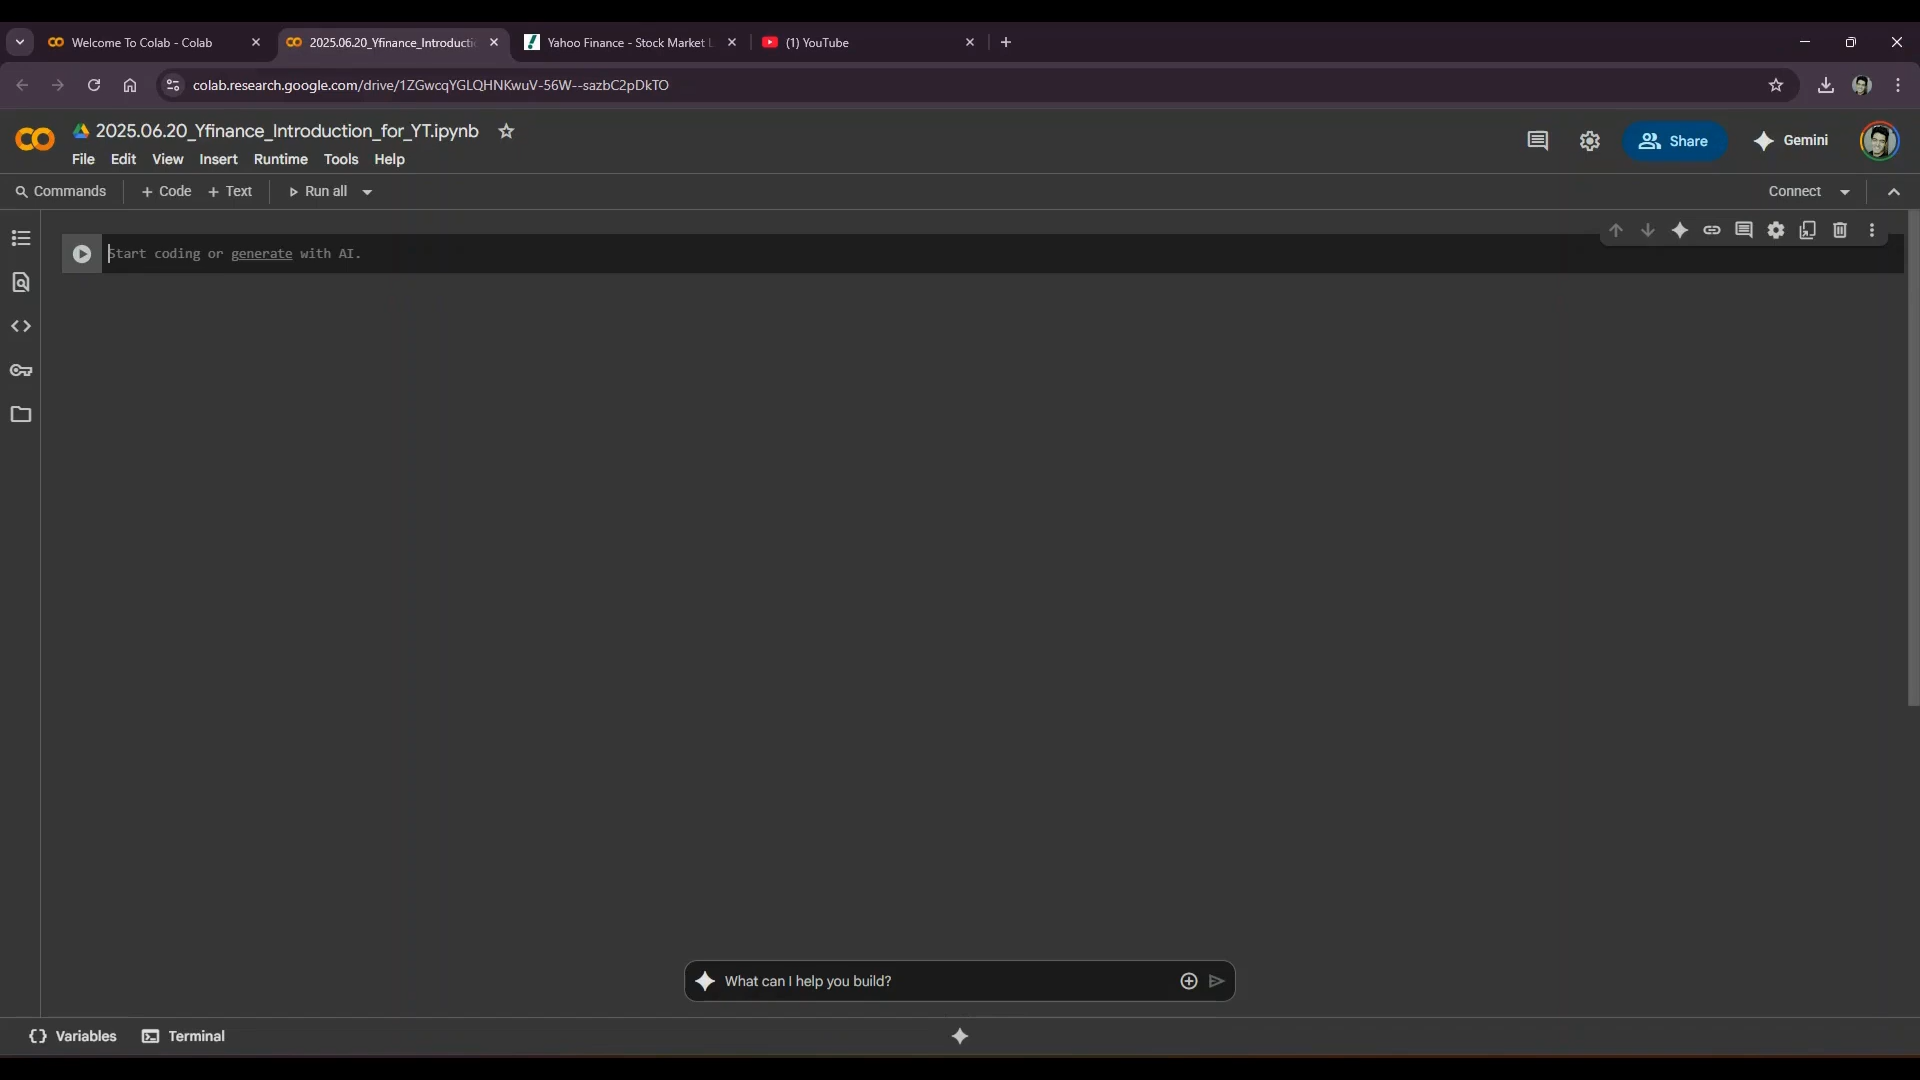 Welcome To Colab - Colab
2025.06.20_Yfinance_Introducti
Yahoo Finance - Stock Market L
(1) YouTube
colab.research.google.com/drive/1ZGwcqYGLQHNKwuV-56W--sazbC2pDkTO
2025.06.20_Yfinance_Introduction_for_YT.ipynb
File Edit View Insert Runtime Tools Help
Share
Gemini
Commands
+ Code
+ Text
Run all
Connect
Start coding or generate with AI.
What can I help you build?
Variables
Terminal